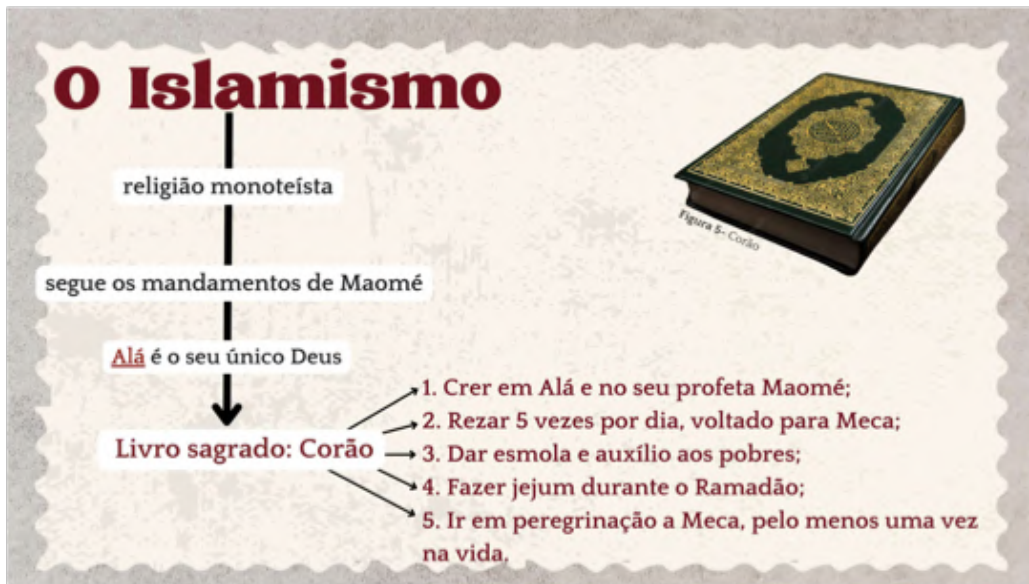 O Islamismo
religião monoteísta
segue os mandamentos de Maomé
Alá é o seu único Deus
Livro sagrado: Corão
1. Crer em Alá e no seu profeta Maomé;
2. Rezar 5 vezes por dia, voltado para Meca;
3. Dar esmola e auxílio aos pobres;
4. Fazer jejum durante o Ramadão;
5. Ir em peregrinação a Meca, pelo menos uma vez
na vida.
Figura 5- Corão